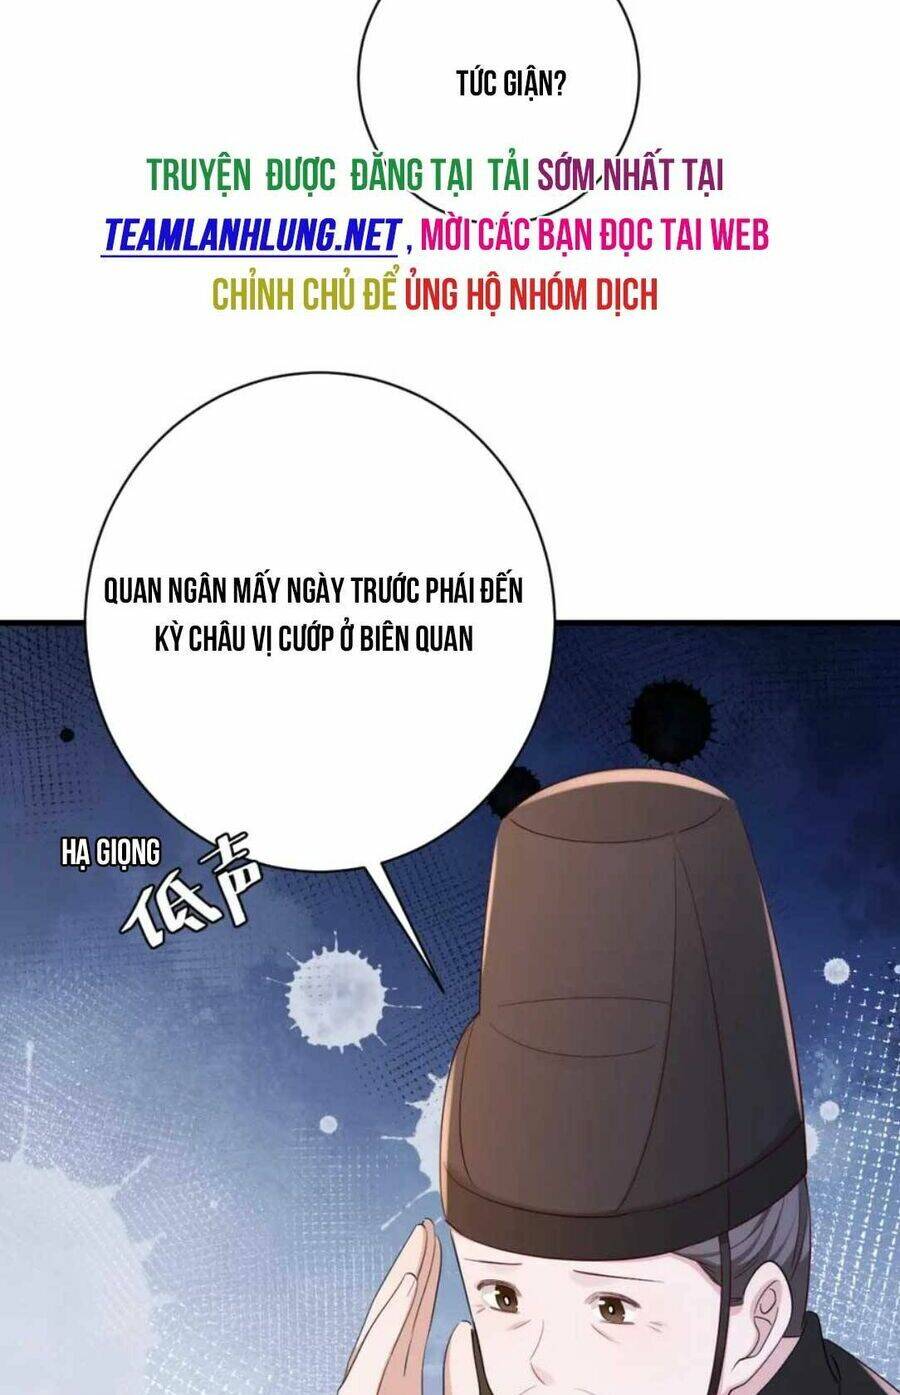 TỨC GIẬN?
TRUYỆN ĐƯỢC ĐĂNG TẠI TẢI SỚM NHẤT TẠI
TEAMLANHLUNG.NET , MỜI CÁC BẠN ĐỌC TAI WEB
CHỈNH CHỦ ĐỂ ỦNG HỘ NHÓM DỊCH
QUAN NGÂN MẤY NGÀY TRƯỚC PHÁI ĐẾN
KỲ CHÂU VỊ CƯỚP Ở BIÊN QUAN
HẠ GIỌNG
低声